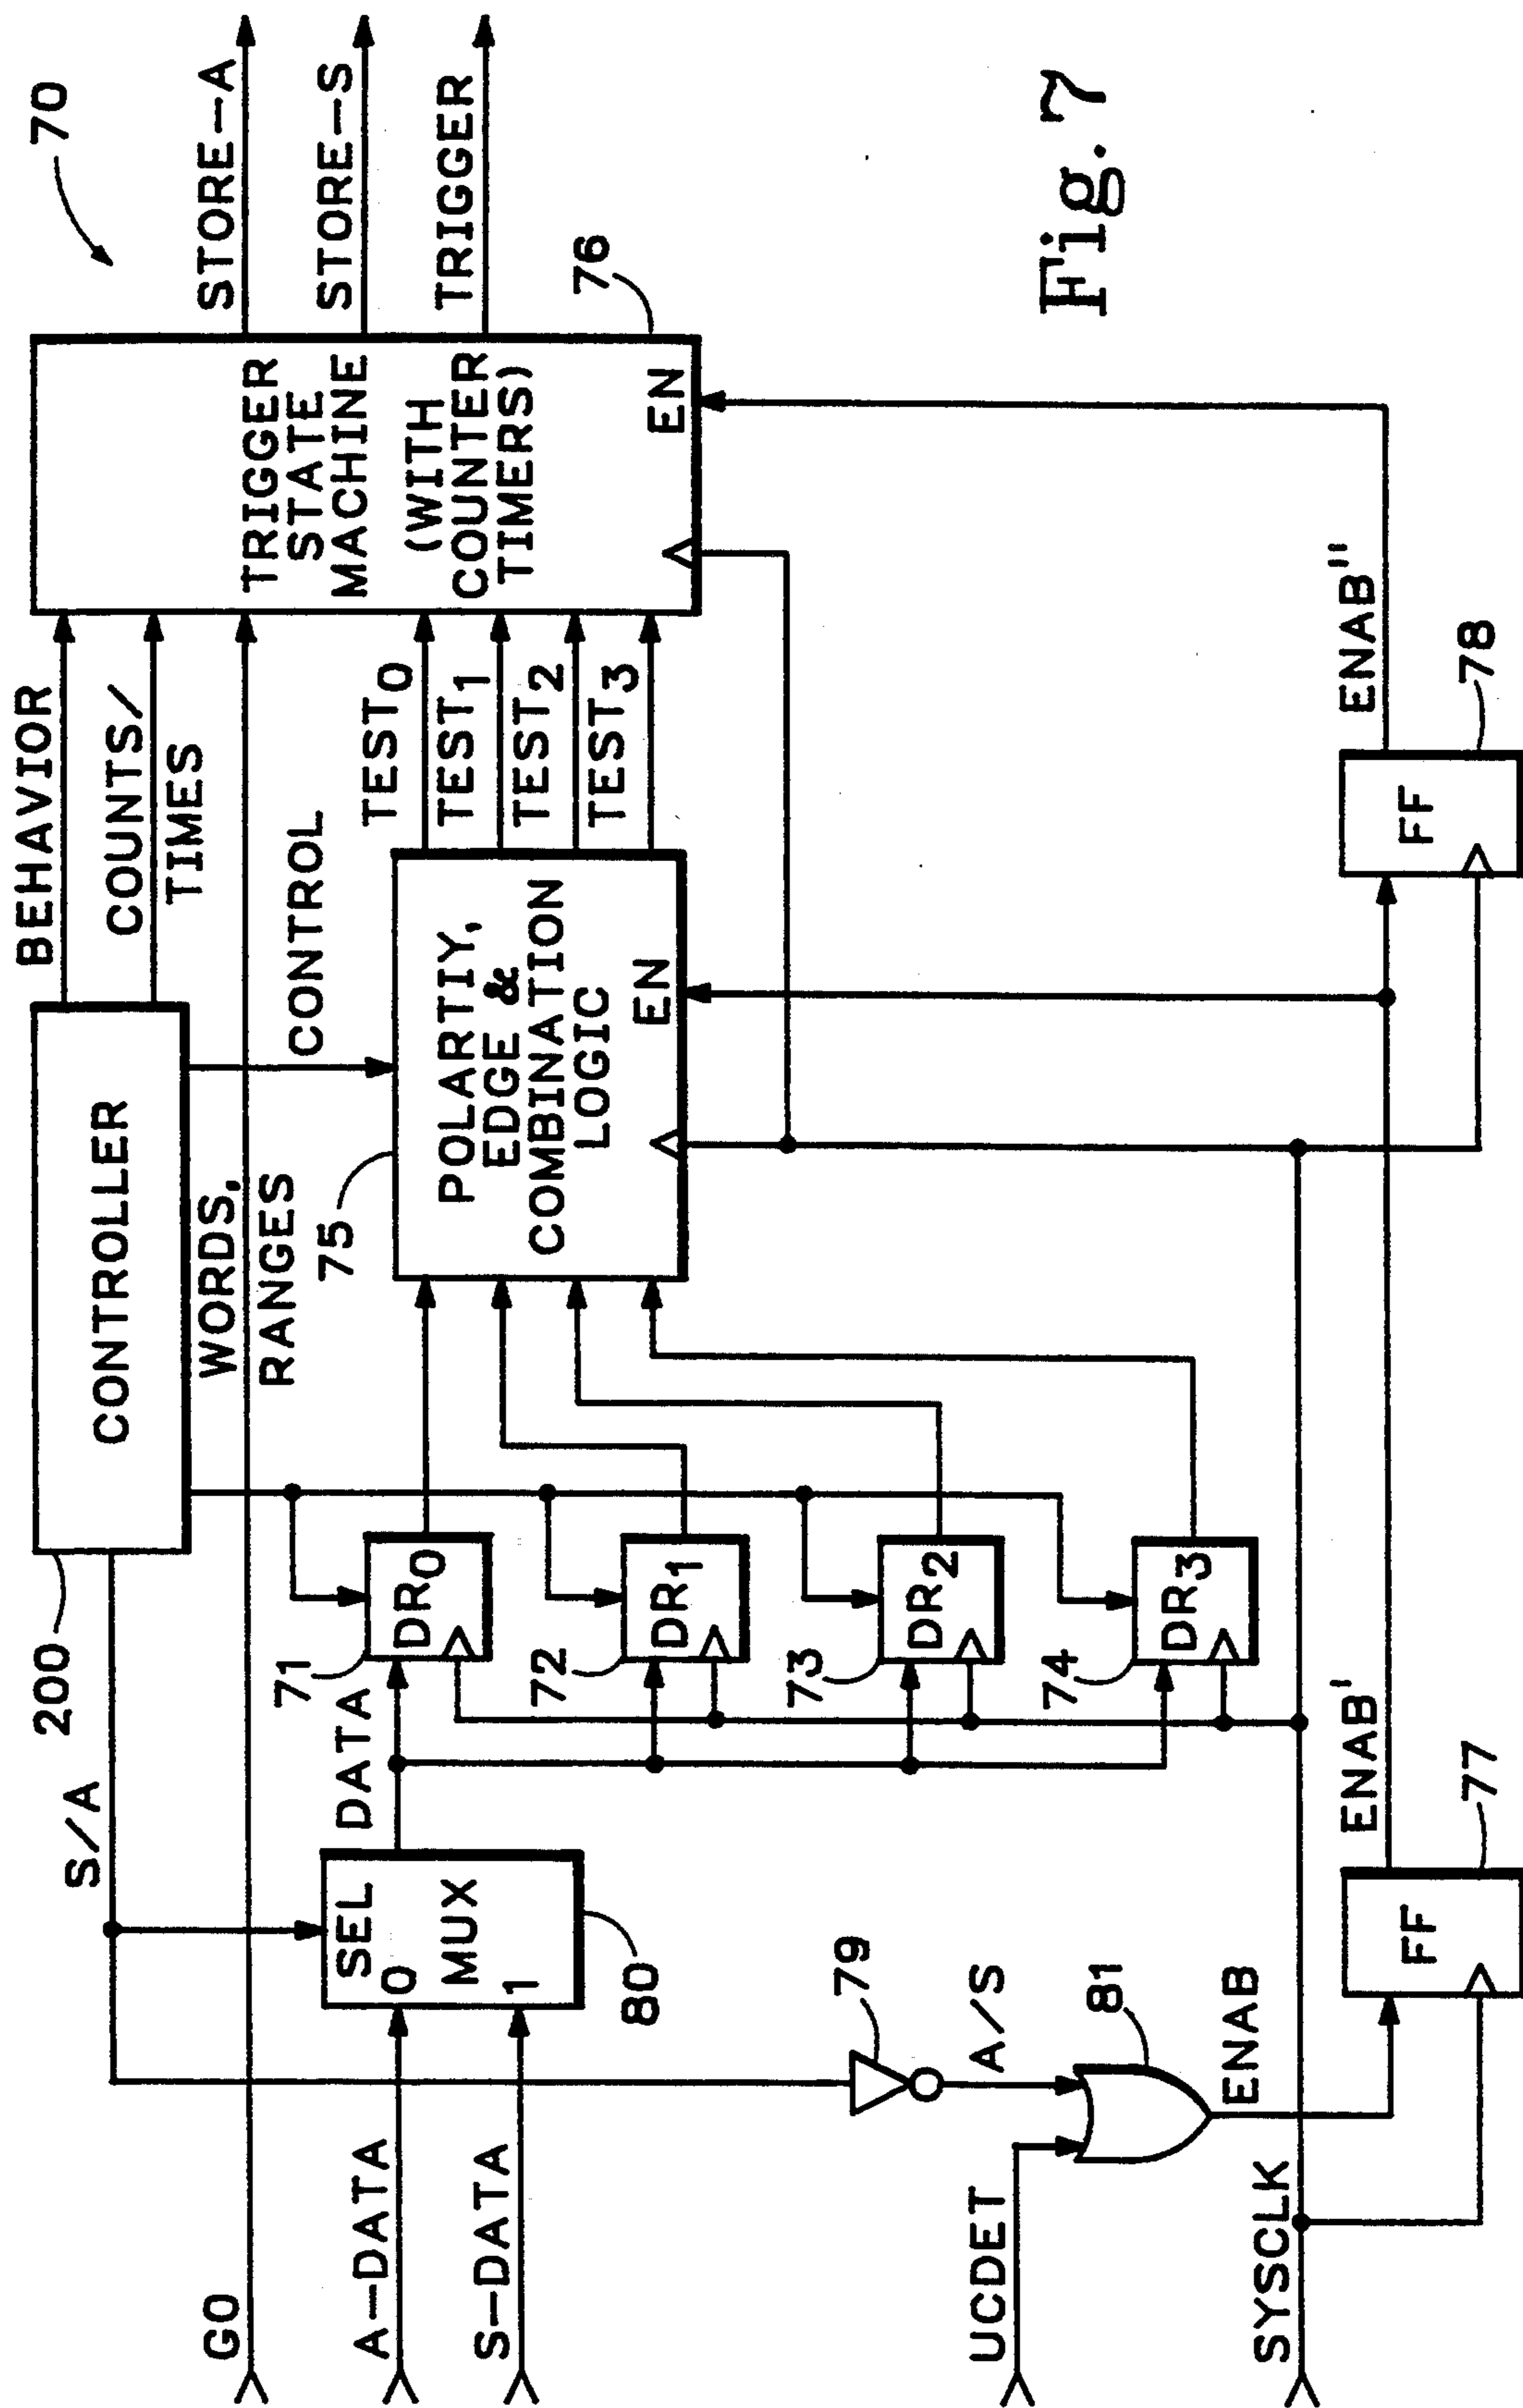 70
200
CONTROLLER
BEHAVIOR
COUNTS/
TIMES
S/A
GO
WORDS,
RANGES
CONTROL
TRIGGER
STATE
MACHINE
(WITH
COUNTER
TIMERS)
EN
76
STORE-A
STORE-S
TRIGGER
A-DATA
S-DATA
SEL
0
MUX
1
80
DATA
71
DR0
72
DR1
73
DR2
74
DR3
75
POLARTIY,
EDGE &
COMBINATION
LOGIC
EN
TEST0
TEST1
TEST2
TEST3
79
A/S
UCDET
81
ENAB
SYSCLK
FF
77
ENAB'
FF
78
ENAB"
Fig. 7